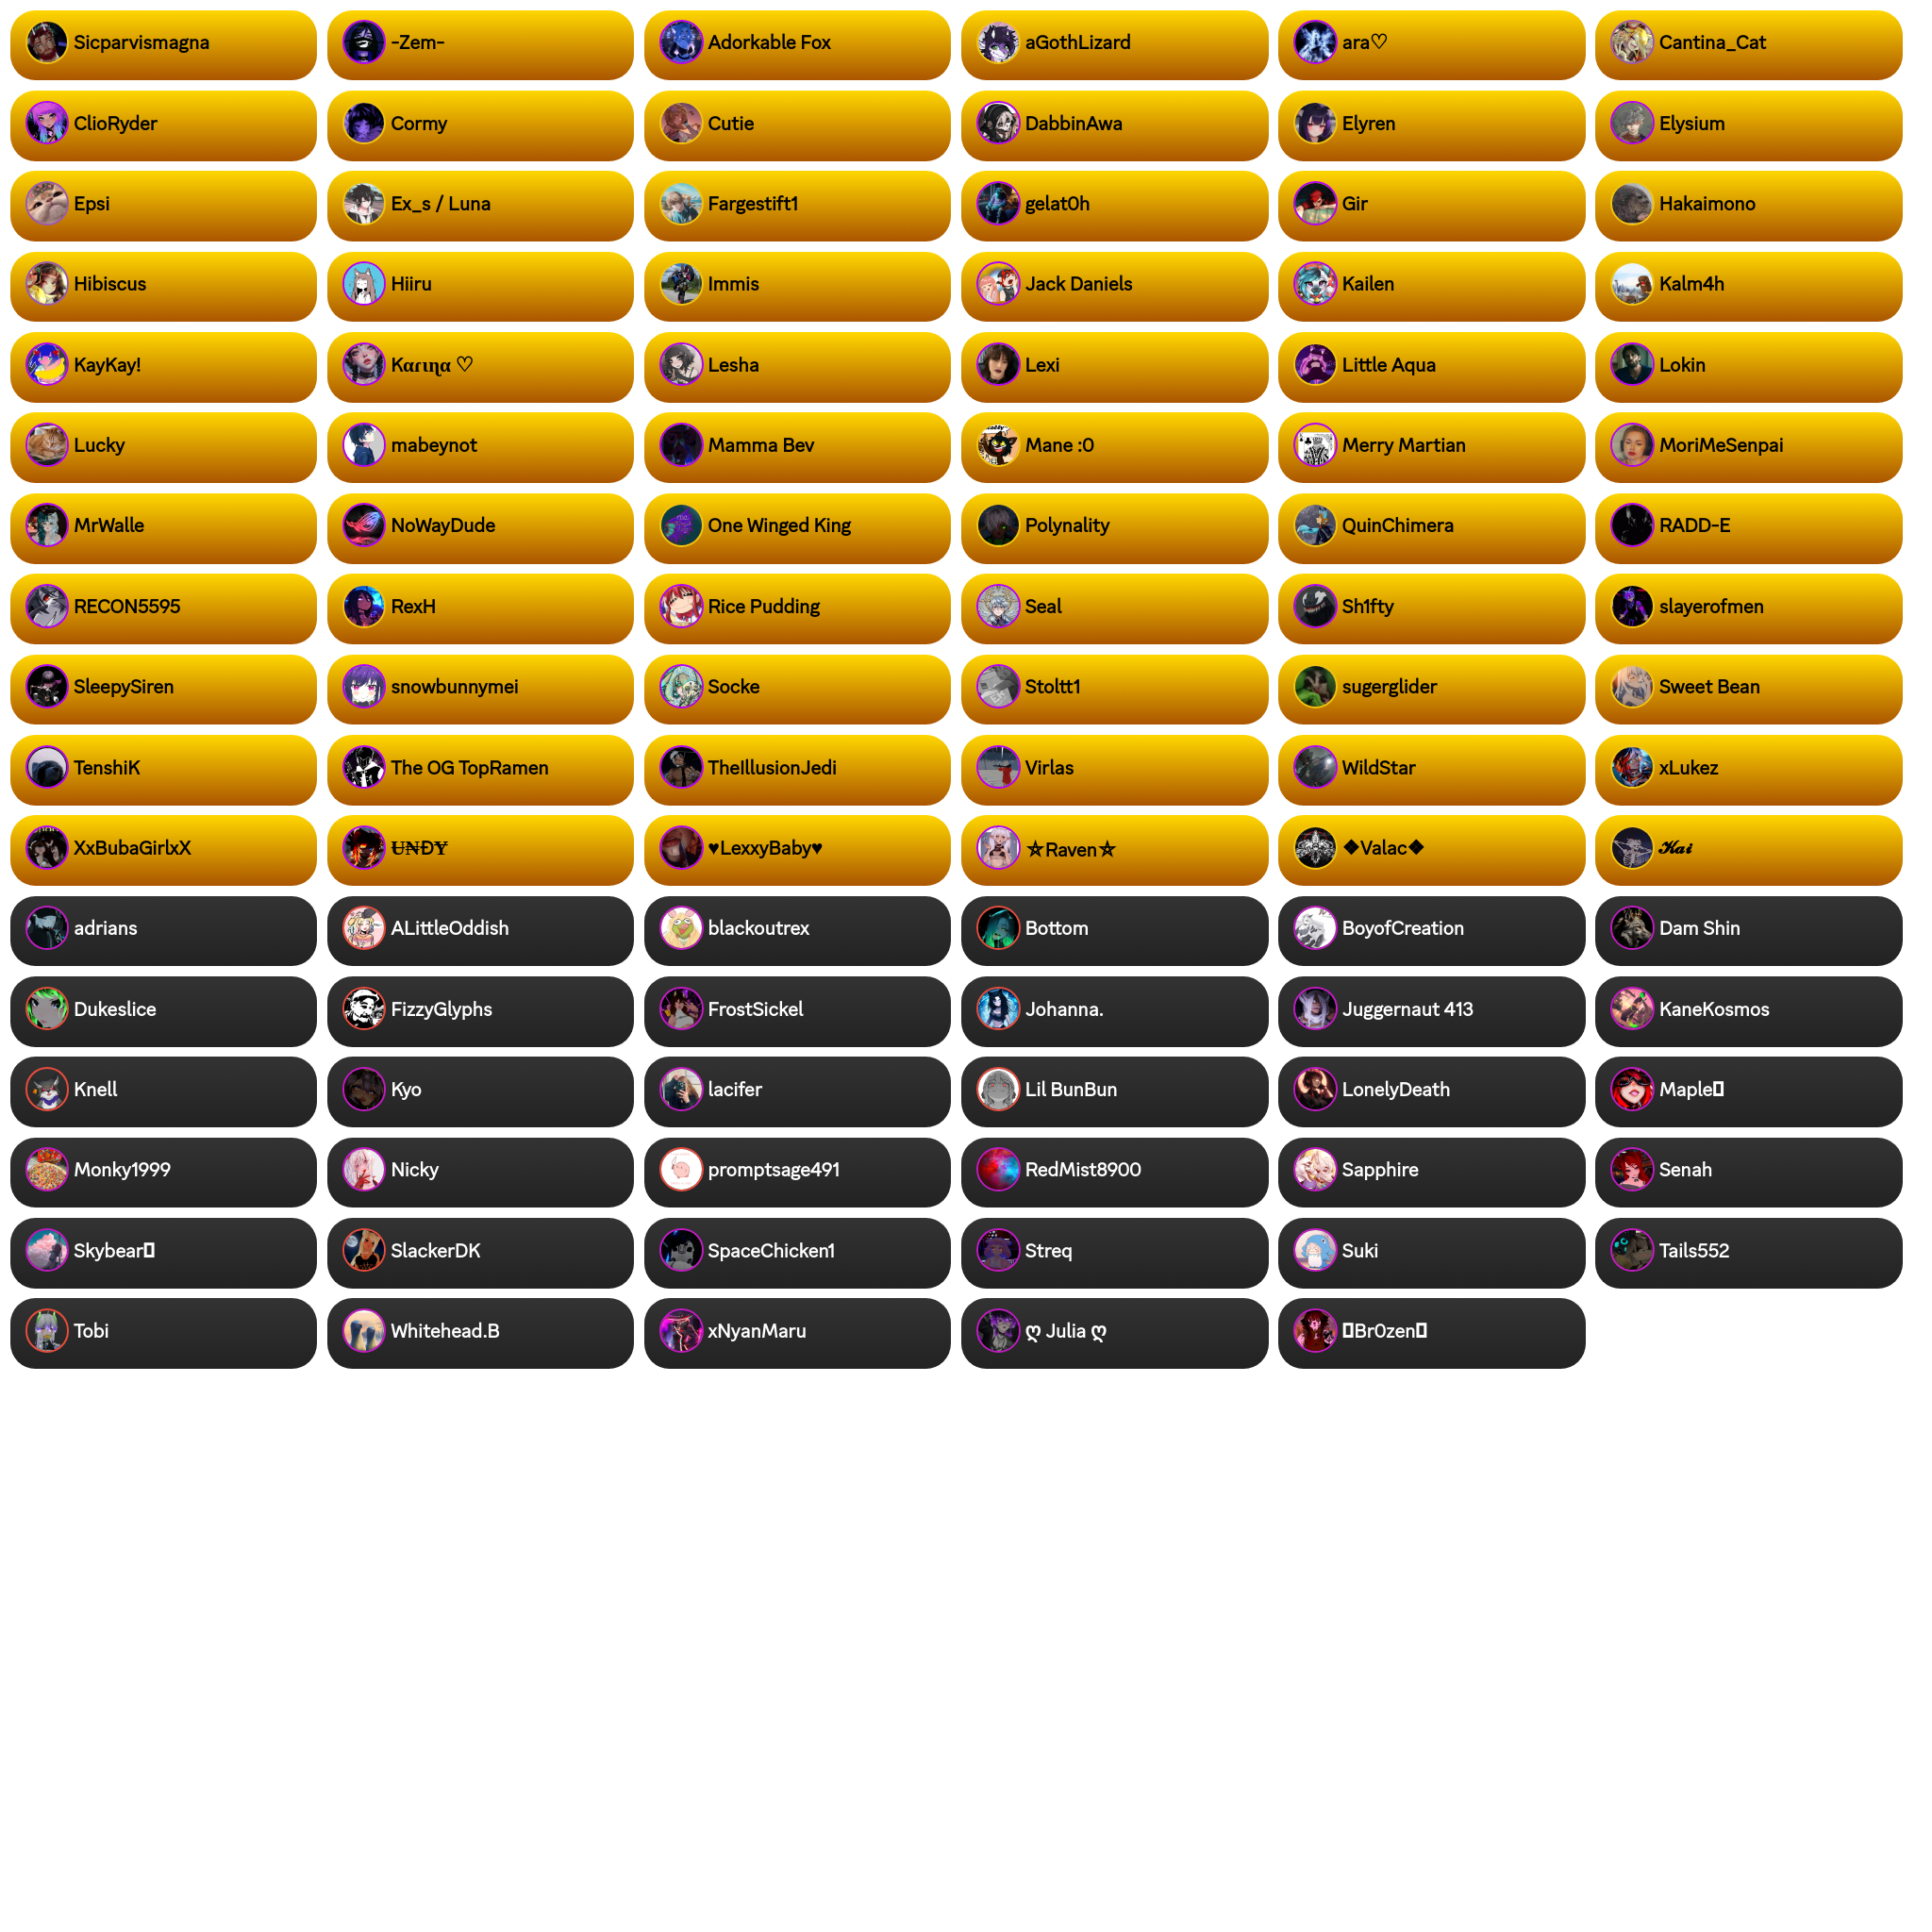 Sicparvismagna
-Zem-
Adorkable Fox
aGothLizard
ara♡
Cantina_Cat
ClioRyder
Cormy
Cutie
DabbinAwa
Elyren
Elysium
Epsi
Ex_s / Luna
Fargestift1
gelat0h
Gir
Hakaimono
Hibiscus
Hiiru
Immis
Jack Daniels
Kailen
Kalm4h
KayKay!
Kαɾιɳα ♡
Lesha
Lexi
Little Aqua
Lokin
Lucky
mabeynot
Mamma Bev
Mane :0
Merry Martian
MoriMeSenpai
MrWalle
NoWayDude
One Winged King
Polynality
QuinChimera
RADD-E
RECON5595
RexH
Rice Pudding
Seal
Sh1fty
slayerofmen
SleepySiren
snowbunnymei
Socke
Stoltt1
sugerglider
Sweet Bean
TenshiK
The OG TopRamen
TheIllusionJedi
Virlas
WildStar
xLukez
XxBubaGirlxX
U̶₦ĐɎ
♥LexxyBaby♥
⛤Raven⛤
❖Valac❖
𝓚𝓪𝓲
adrians
ALittleOddish
blackoutrex
Bottom
BoyofCreation
Dam Shin
Dukeslice
FizzyGlyphs
FrostSickel
Johanna.
Juggernaut 413
KaneKosmos
Knell
Kyo
lacifer
Lil BunBun
LonelyDeath
Maple
Monky1999
Nicky
promptsage491
RedMist8900
Sapphire
Senah
Skybear
SlackerDK
SpaceChicken1
Streq
Suki
Tails552
Tobi
Whitehead.B
xNyanMaru
ღ Julia ღ
Br0zen